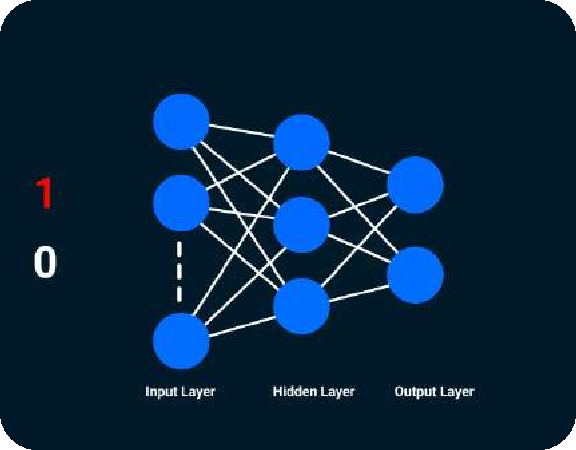 1
0
Input Layer
Hidden Layer
Output Layer